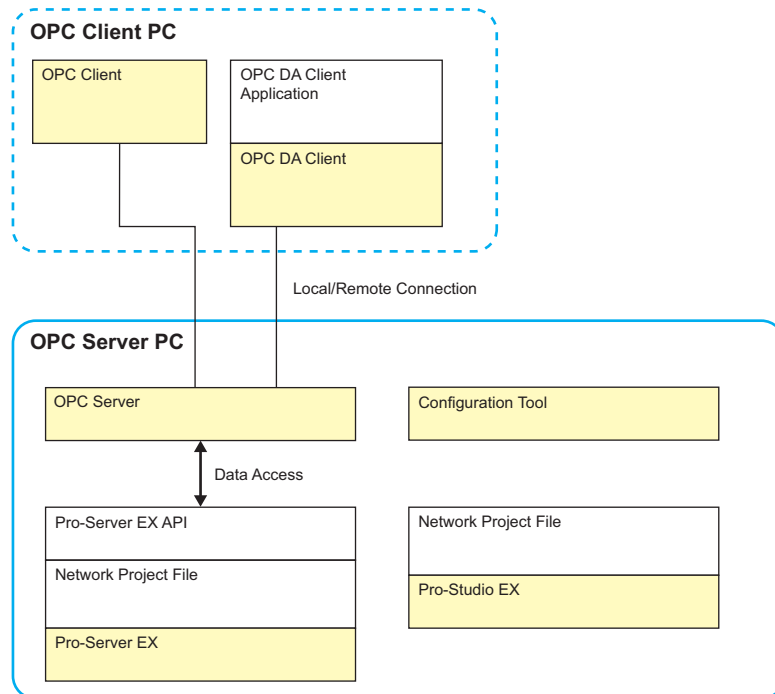 OPC Client PC
OPC Client
OPC DA Client
Application
OPC DA Client
Local/Remote Connection
OPC Server PC
OPC Server
Configuration Tool
Data Access
Pro-Server EX API
Network Project File
Pro-Server EX
Network Project File
Pro-Studio EX